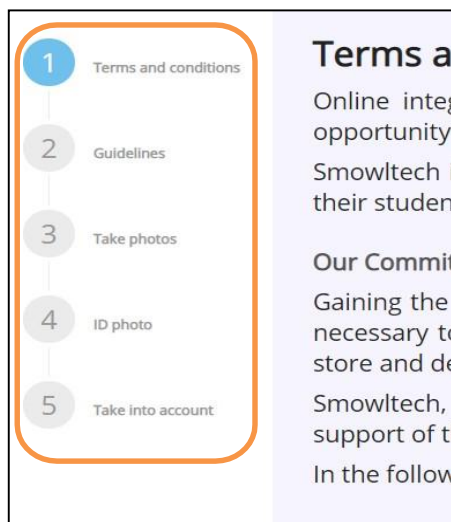 1 Terms and conditions
2 Guidelines
3 Take photos
4 ID photo
5 Take into account
Terms a
Online integ
opportunity
Smowltech
their studen
Our Commit
Gaining the
necessary to
store and de
Smowltech,
support of t
In the follow